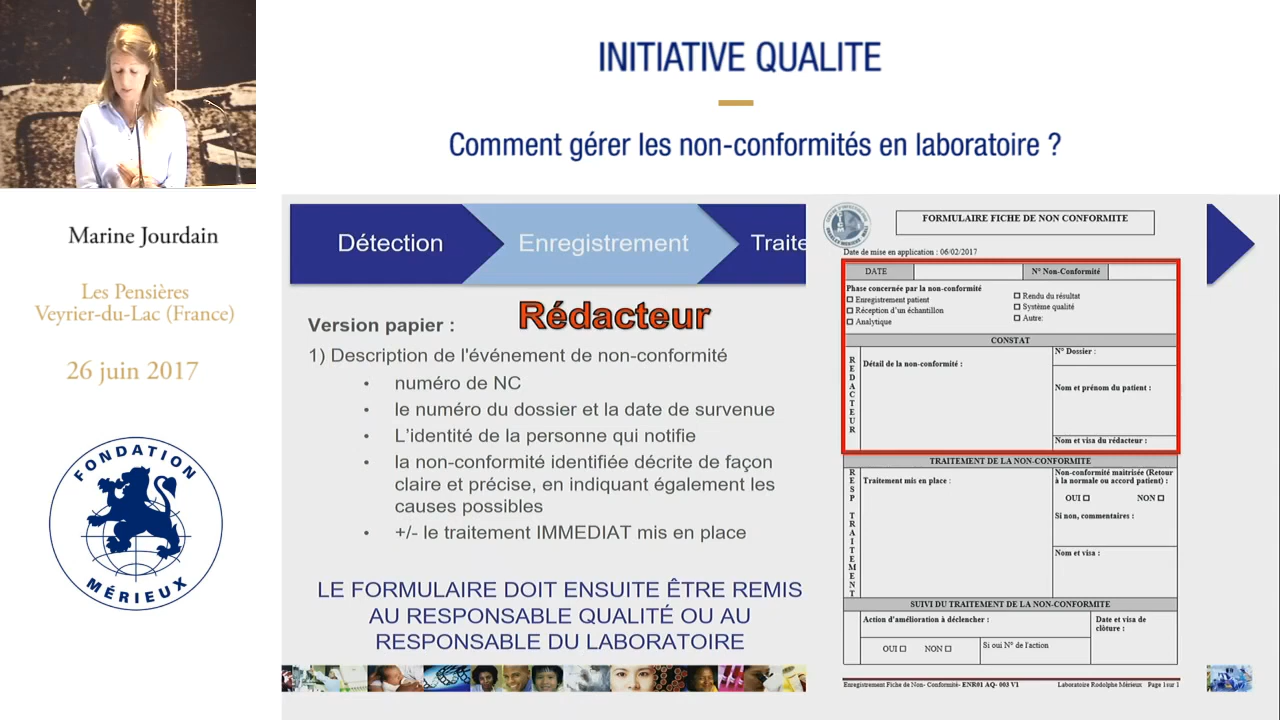 INITIATIVE QUALITE
Comment gérer les non-conformités en laboratoire ?
Marine Jourdain
Les Pensières
Veyrier-du-Lac (France)
26 juin 2017
FONDATION
MÉRIEUX
Détection
Enregistrement
Traite
Rédacteur
Version papier :
1) Description de l'événement de non-conformité
• numéro de NC
• le numéro du dossier et la date de survenue
• L'identité de la personne qui notifie
• la non-conformité identifiée décrite de façon
claire et précise, en indiquant également les
causes possibles
• +/- le traitement IMMEDIAT mis en place
LE FORMULAIRE DOIT ENSUITE ÊTRE REMIS
AU RESPONSABLE QUALITÉ OU AU
RESPONSABLE DU LABORATOIRE
FORMULAIRE FICHE DE NON CONFORMITE
Date de mise en application : 06/02/2017
DATE
N° Non-Conformité
Phase concernée par la non-conformité
Enregistrement patient
Réception d'un échantillon
Analytique
Rendu du résultat
Système qualité
Autre:
CONSTAT
REDACTEUR
Détail de la non-conformité :
N° Dossier :
Nom et prénom du patient :
Nom et visa du rédacteur :
TRAITEMENT DE LA NON-CONFORMITE
RESP TRAITEMENT
Traitement mis en place :
Non-conformité maitrisée (Retour
à la normale ou accord patient) :
OUI NON
Si non, commentaires :
Nom et visa :
SUIVI DU TRAITEMENT DE LA NON-CONFORMITE
Action d'amélioration à déclencher :
Date et visa de
clôture :
OUI NON
Si oui N° de l'action
Enregistrement Fiche de Non- Conformité- ENR01 AQ- 003 V1
Laboratoire Rodolphe Mérieux Page 1sur 1